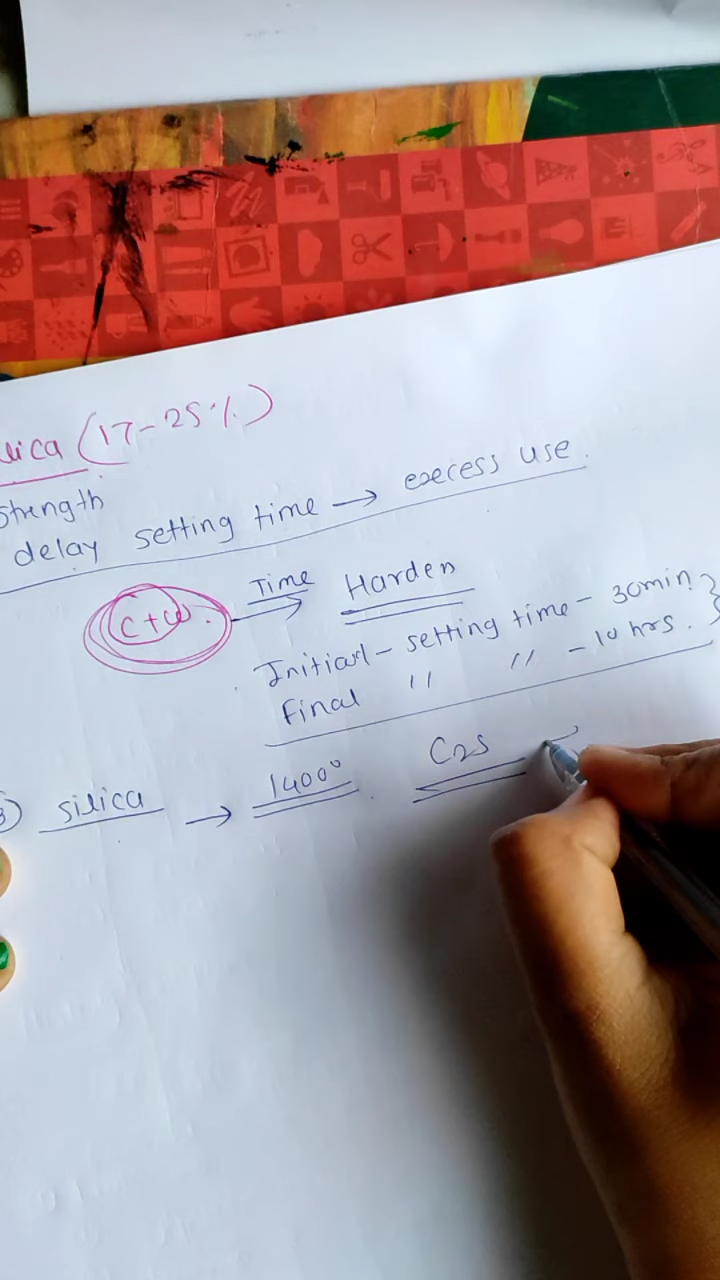 lica (17-25%)
Strength
delay setting time → execess use.
C+W. Time → Harden
Initial - setting time - 30min }
Final " " - 10 hrs.
3) silica → 1400° C2S